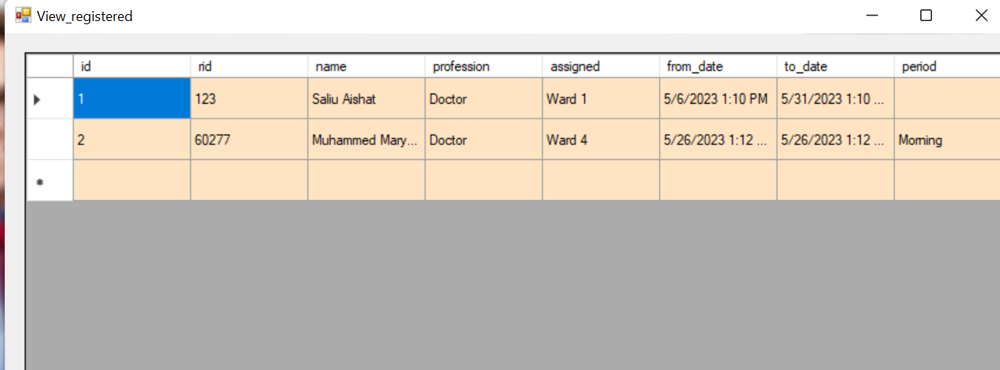 View_registered
id rid name profession assigned from_date to_date period
1 123 Saliu Aishat Doctor Ward 1 5/6/2023 1:10 PM 5/31/2023 1:10 ...
2 60277 Muhammed Mary... Doctor Ward 4 5/26/2023 1:12 ... 5/26/2023 1:12 ... Morning